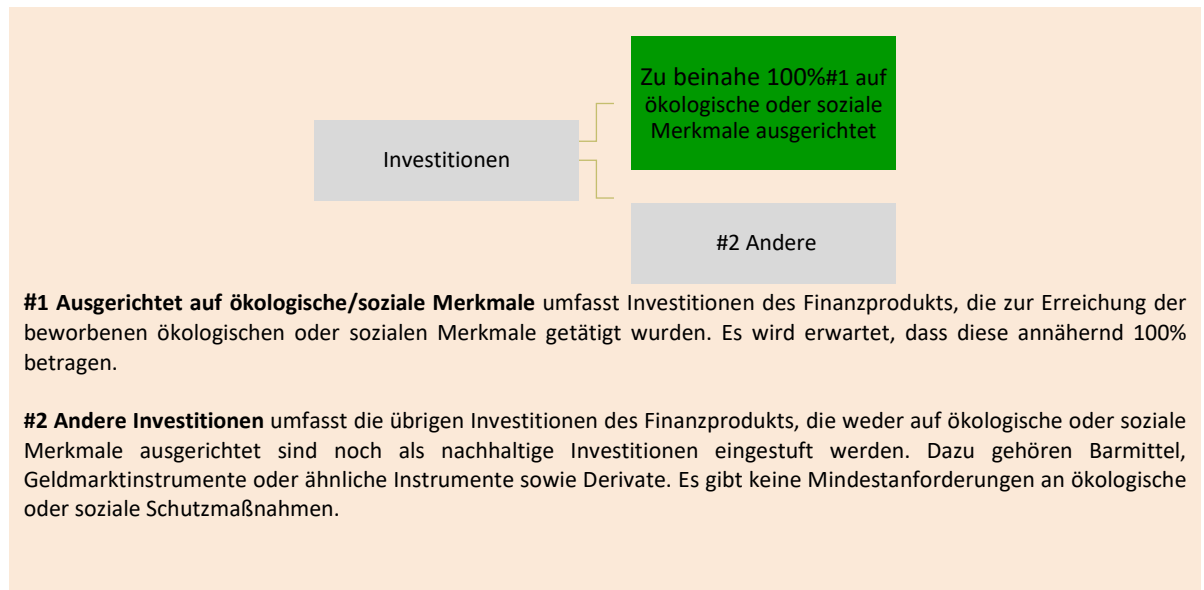 Zu beinahe 100%#1 auf
ökologische oder soziale
Merkmale ausgerichtet
Investitionen
#2 Andere
#1 Ausgerichtet auf ökologische/soziale Merkmale umfasst Investitionen des Finanzprodukts, die zur Erreichung der
beworbenen ökologischen oder sozialen Merkmale getätigt wurden. Es wird erwartet, dass diese annähernd 100%
betragen.
#2 Andere Investitionen umfasst die übrigen Investitionen des Finanzprodukts, die weder auf ökologische oder soziale
Merkmale ausgerichtet sind noch als nachhaltige Investitionen eingestuft werden. Dazu gehören Barmittel,
Geldmarktinstrumente oder ähnliche Instrumente sowie Derivate. Es gibt keine Mindestanforderungen an ökologische
oder soziale Schutzmaßnahmen.